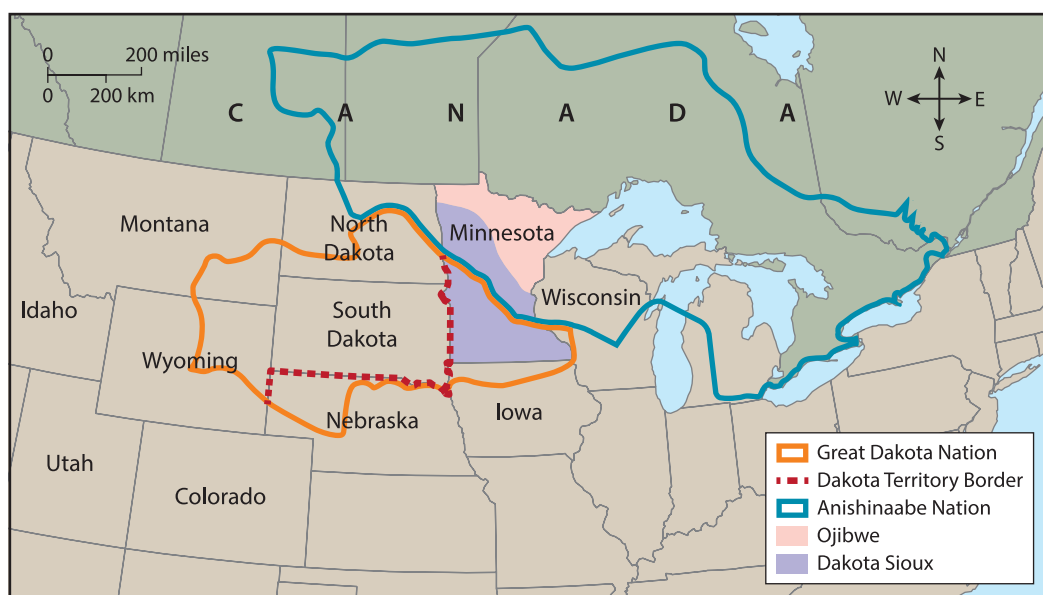 0 200 miles
0 200 km
C A N A D A
N
W E
S
Montana
North
Dakota
Minnesota
Idaho
Wyoming
South
Dakota
Wisconsin
Nebraska
Iowa
Utah
Colorado
Great Dakota Nation
Dakota Territory Border
Anishinaabe Nation
Ojibwe
Dakota Sioux